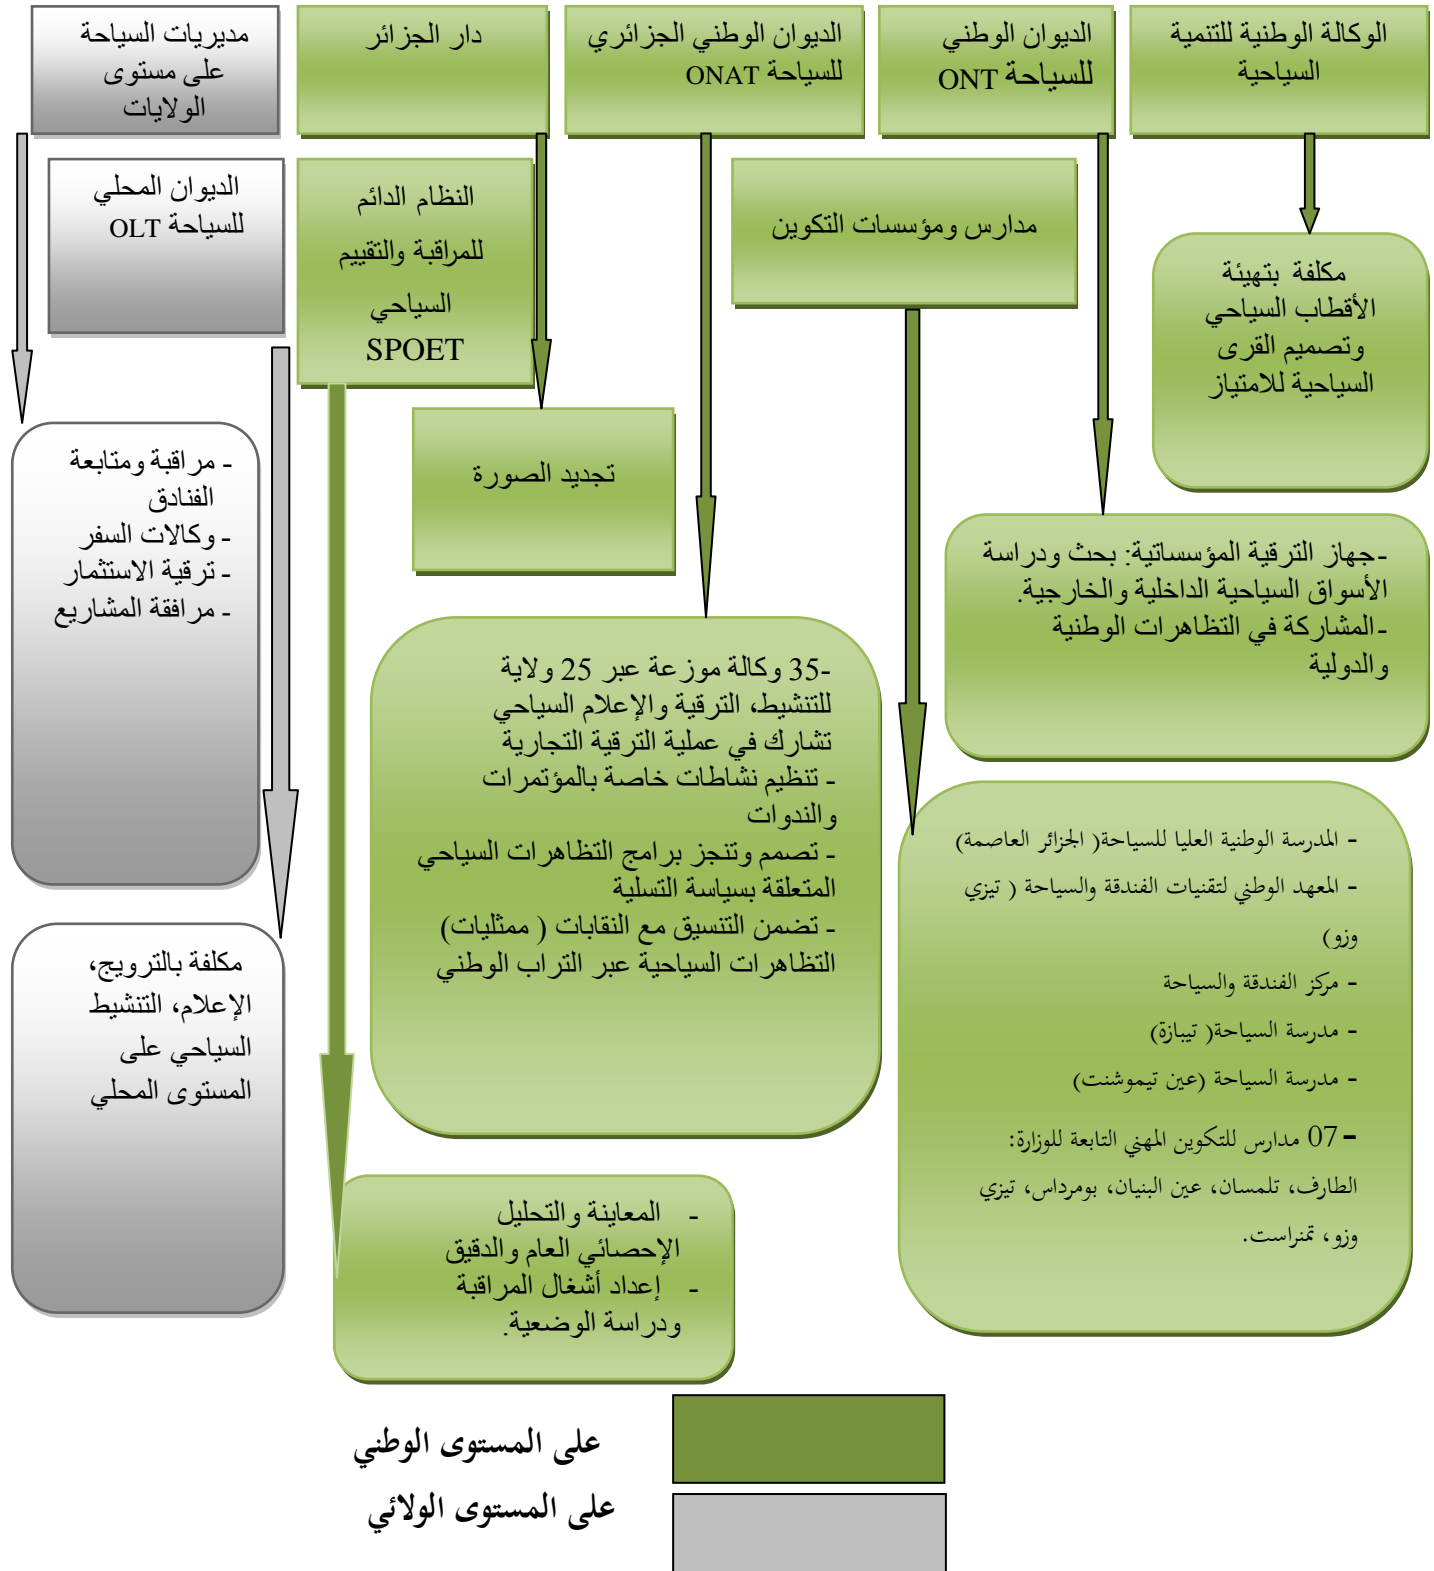 الوكالة الوطنية للتنمية
السياحية
الديوان الوطني
للسياحة ONT
الديوان الوطني الجزائري
للسياحة ONAT
دار الجزائر
مديريات السياحة
على مستوى
الولايات
مدارس ومؤسسات التكوين
النظام الدائم
للمراقبة والتقييم
السياحي
SPOET
الديوان المحلي
للسياحة OLT
مكلفة بتهيئة
الأقطاب السياحي
وتصميم القرى
السياحية للامتياز
تجديد الصورة
- مراقبة ومتابعة
الفنادق
- وكالات السفر
- ترقية الاستثمار
- مرافقة المشاريع
-جهاز الترقية المؤسساتية: بحث ودراسة
الأسواق السياحية الداخلية والخارجية.
-المشاركة في التظاهرات الوطنية
والدولية
-35 وكالة موزعة عبر 25 ولاية
للتنشيط، الترقية والإعلام السياحي
تشارك في عملية الترقية التجارية
- تنظيم نشاطات خاصة بالمؤتمرات
والندوات
- تصمم وتنجز برامج التظاهرات السياحي
المتعلقة بسياسة التسلية
- تضمن التنسيق مع النقابات ( ممثليات)
التظاهرات السياحية عبر التراب الوطني
- المدرسة الوطنية العليا للسياحة( الجزائر العاصمة)
- المعهد الوطني لتقنيات الفندقة والسياحة ( تيزي
وزو)
- مركز الفندقة والسياحة
- مدرسة السياحة( تيبازة)
- مدرسة السياحة (عين تيموشنت)
- 07 مدارس للتكوين المهني التابعة للوزارة:
الطارف، تلمسان، عين البنيان، بومرداس، تيزي
وزو، تمنراست.
مكلفة بالترويج،
الإعلام، التنشيط
السياحي على
المستوى المحلي
- المعاينة والتحليل
الإحصائي العام والدقيق
- إعداد أشغال المراقبة
ودراسة الوضعية.
على المستوى الوطني
على المستوى الولائي